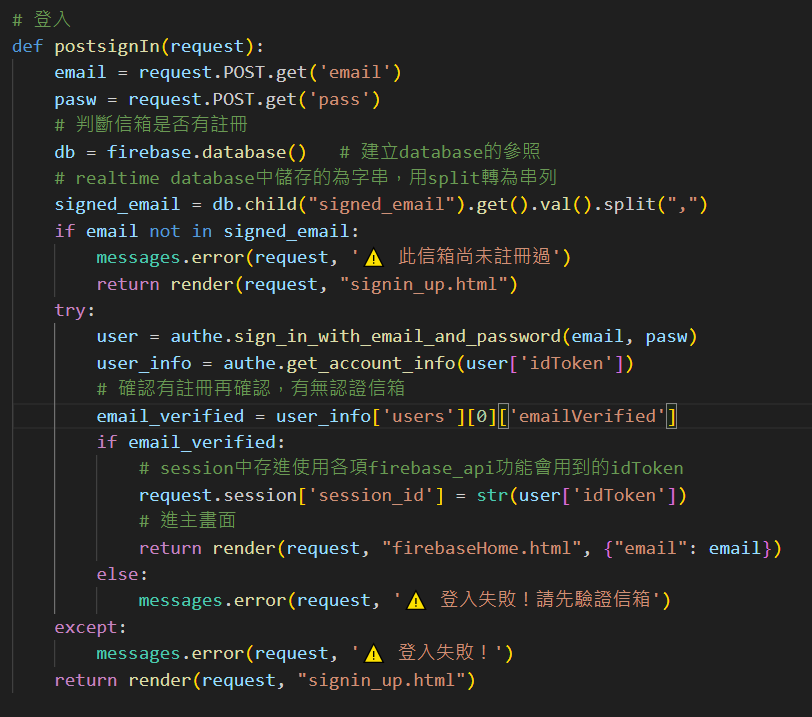 # 登入
def postsignIn(request):
    email = request.POST.get('email')
    pasw = request.POST.get('pass')
    # 判斷信箱是否有註冊
    db = firebase.database()   # 建立database的參照
    # realtime database中儲存的為字串，用split轉為串列
    signed_email = db.child("signed_email").get().val().split(",")
    if email not in signed_email:
        messages.error(request, '⚠️ 此信箱尚未註冊過')
        return render(request, "signin_up.html")
    try:
        user = authe.sign_in_with_email_and_password(email, pasw)
        user_info = authe.get_account_info(user['idToken'])
        # 確認有註冊再確認，有無認證信箱
        email_verified = user_info['users'][0]['emailVerified']
        if email_verified:
            # session中存進使用各項firebase_api功能會用到的idToken
            request.session['session_id'] = str(user['idToken'])
            # 進主畫面
            return render(request, "firebaseHome.html", {"email": email})
        else:
            messages.error(request, '⚠️ 登入失敗！請先驗證信箱')
    except:
        messages.error(request, '⚠️ 登入失敗！')
    return render(request, "signin_up.html")